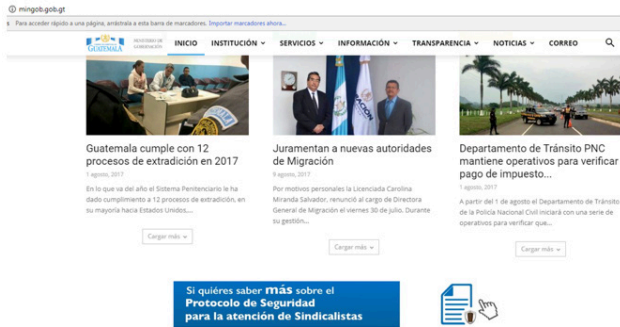 mingob.gob.gt
Para acceder rápido a una página, arrástrala a esta barra de marcadores. Importar marcadores ahora...
GUATEMALA
MINISTERIO DE
GOBERNACIÓN
INICIO INSTITUCIÓN SERVICIOS INFORMACIÓN TRANSPARENCIA NOTICIAS CORREO
Guatemala cumple con 12
procesos de extradición en 2017
1 agosto, 2017
En lo que va del año el Sistema Penitenciario le ha
dado cumplimiento a 12 procesos de extradición, en
su mayoría hacia Estados Unidos,...
Cargar más
Juramentan a nuevas autoridades
de Migración
9 agosto, 2017
Por motivos personales la Licenciada Carolina
Miranda Salvador, renunció al cargo de Directora
General de Migración el viernes 30 de julio. Durante
su gestión...
Cargar más
Departamento de Tránsito PNC
mantiene operativos para verificar
pago de impuesto...
1 agosto, 2017
A partir del 1 de agosto el Departamento de Tránsito
de la Policía Nacional Civil iniciará con una serie de
operativos para verificar que...
Cargar más
Si quiéres saber más sobre el
Protocolo de Seguridad
para la atención de Sindicalistas